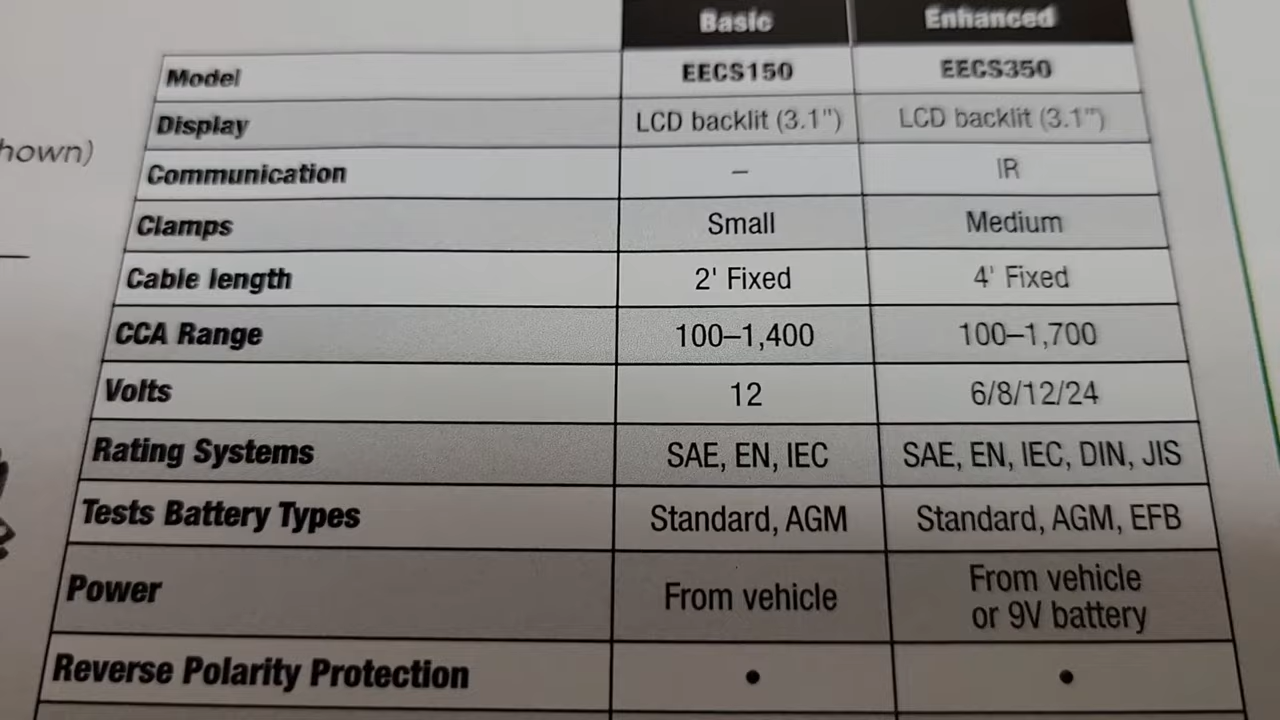 Basic Enhanced
Model EECS150 EECS350
Display LCD backlit (3.1") LCD backlit (3.1")
hown)
Communication – IR
Clamps Small Medium
Cable length 2' Fixed 4' Fixed
CCA Range 100–1,400 100–1,700
Volts 12 6/8/12/24
Rating Systems SAE, EN, IEC SAE, EN, IEC, DIN, JIS
Tests Battery Types Standard, AGM Standard, AGM, EFB
Power From vehicle From vehicle
or 9V battery
Reverse Polarity Protection • •